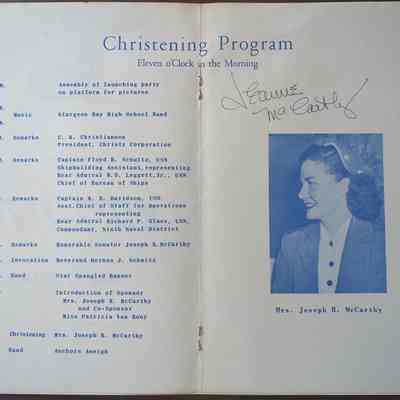 Christening Program
Eleven o'Clock in the Morning
Assembly of launching party
on platform for pictures
Music Sturgeon Bay High School Band
Remarks C. R. Christianson
President, Christy Corporation
Remarks Captain Floyd B. Schultz, USN
Shipbuilding Assistant, representing
Rear Admiral W.D. Leggett, Jr., USN
Chief of Bureau of Ships
Remarks Captain A. R. Davidson, USN
Asst. Chief of Staff for Operations
representing
Rear Admiral Richard F. Glass, USN,
Commandant, Ninth Naval District
Remarks Honorable Senator Joseph R. McCarthy
Invocation Reverend Herman J. Schmitt
Band Star Spangled Banner
Introduction of Sponsor
Mrs. Joseph R. McCarthy
and Co-Sponsor
Miss Patricia Van
Christening Mrs. Joseph R. McCarthy
Band Anchors Aweigh
Jeanne
McCarthy
Mrs. Joseph R. McCarthy